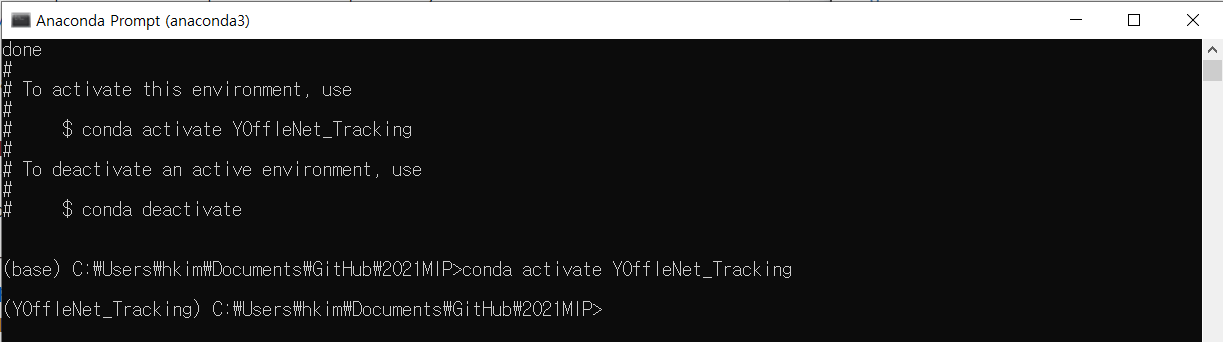 Anaconda Prompt (anaconda3)
done
#
# To activate this environment, use
#
#     $ conda activate YOffleNet_Tracking
#
# To deactivate an active environment, use
#
#     $ conda deactivate
(base) C:₩Users₩hkim₩Documents₩GitHub₩2021MIP>conda activate YOffleNet_Tracking
(YOffleNet_Tracking) C:₩Users₩hkim₩Documents₩GitHub₩2021MIP>